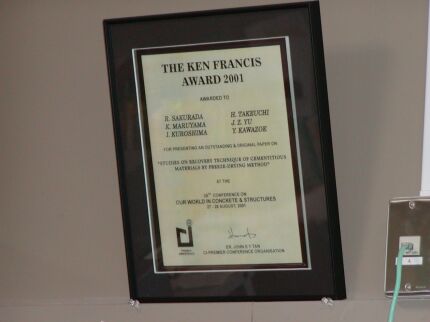 THE KEN FRANCIS
AWARD 2001
AWARDED TO
R. SAKURADA H. TAKEUCHI
K. MARUYAMA J. Z. YU
J. KUROSHIMA Y. KAWAZOE
FOR PRESENTING AN OUTSTANDING & ORIGINAL PAPER ON
"STUDIES ON RECOVERY TECHNIQUE OF CEMENTITOUS
MATERIALS BY FREEZE-DRYING METHOD"
AT THE
26TH CONFERENCE ON
OUR WORLD IN CONCRETE & STRUCTURES
27 - 28 AUGUST, 2001
DR. JOHN S Y TAN
CI-PREMIER CONFERENCE ORGANISATION